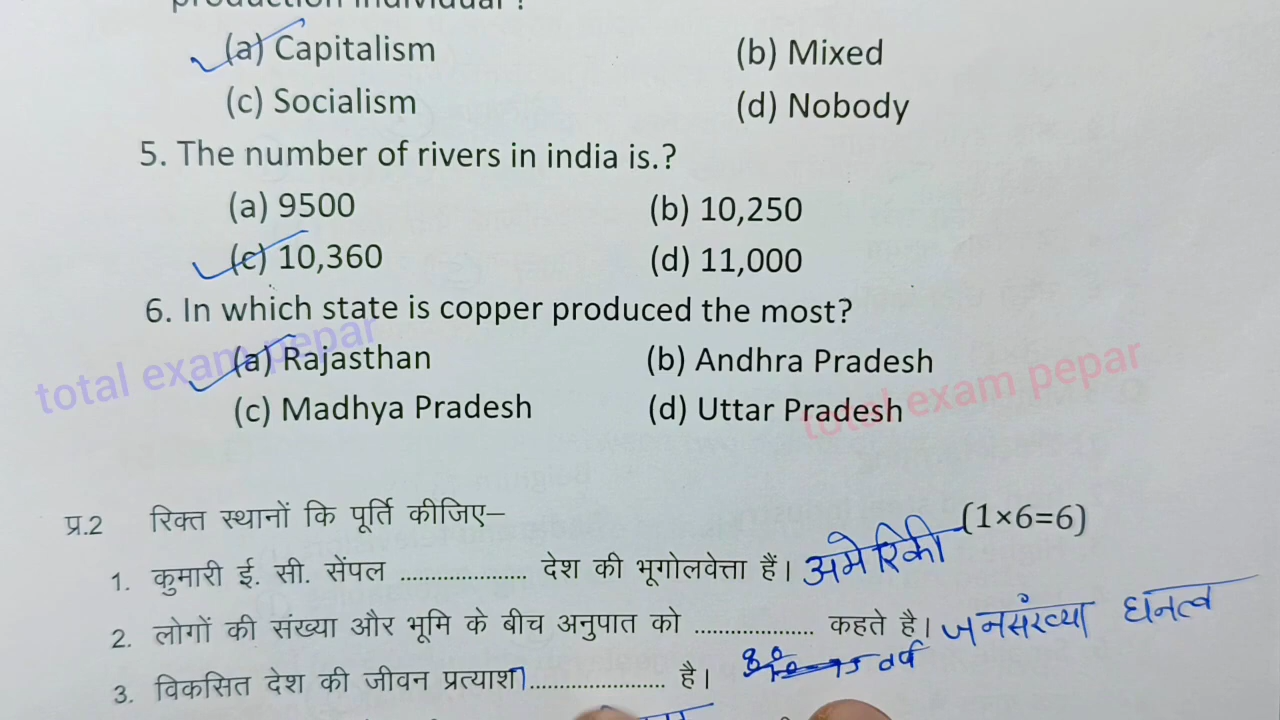 production individual ?
(a) Capitalism (b) Mixed
(c) Socialism (d) Nobody
5. The number of rivers in india is.?
(a) 9500 (b) 10,250
(c) 10,360 (d) 11,000
6. In which state is copper produced the most?
(a) Rajasthan (b) Andhra Pradesh
(c) Madhya Pradesh (d) Uttar Pradesh
total exam pepar
total exam pepar
प्र.2 रिक्त स्थानों कि पूर्ति कीजिए– (1×6=6)
1. कुमारी ई. सी. सेंपल ..................... देश की भूगोलवेत्ता हैं। अमेरिकी
2. लोगों की संख्या और भूमि के बीच अनुपात को .................... कहते है। जनसंख्या घनत्व
3. विकसित देश की जीवन प्रत्याशा....................... है। वर्ष